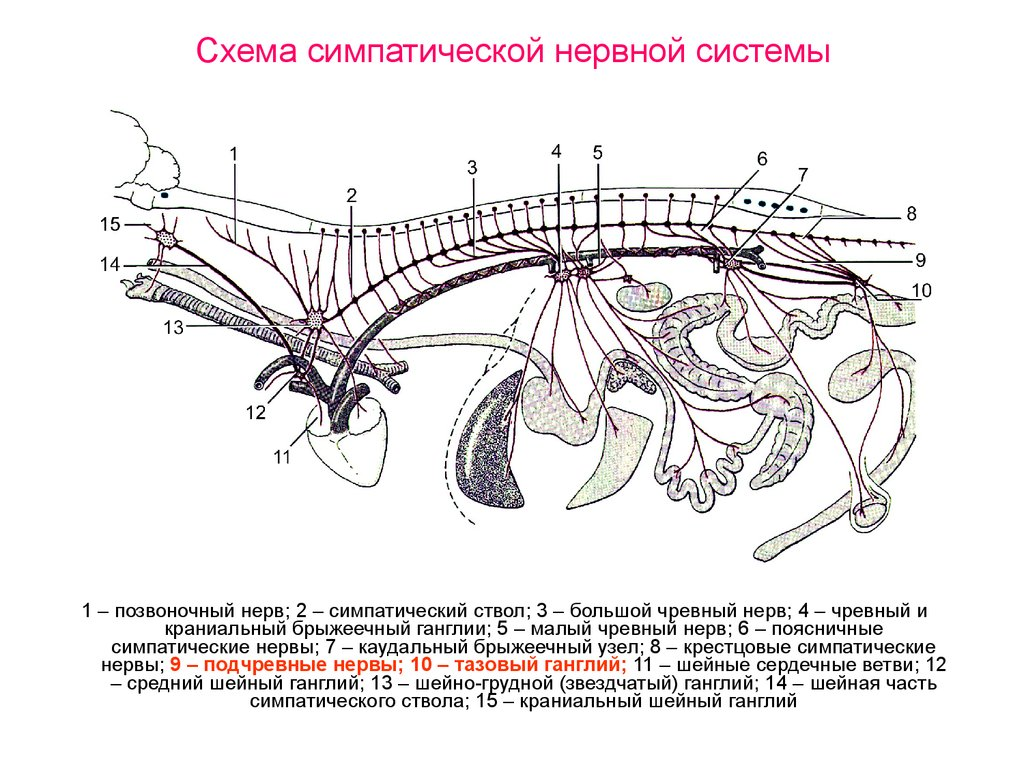 Схема симпатической нервной системы
1
2
3
4
5
6
7
8
9
10
11
12
13
14
15
1 – позвоночный нерв; 2 – симпатический ствол; 3 – большой чревный нерв; 4 – чревный и
краниальный брыжеечный ганглии; 5 – малый чревный нерв; 6 – поясничные
симпатические нервы; 7 – каудальный брыжеечный узел; 8 – крестцовые симпатические
нервы; 9 – подчревные нервы; 10 – тазовый ганглий; 11 – шейные сердечные ветви; 12
– средний шейный ганглий; 13 – шейно-грудной (звездчатый) ганглий; 14 – шейная часть
симпатического ствола; 15 – краниальный шейный ганглий